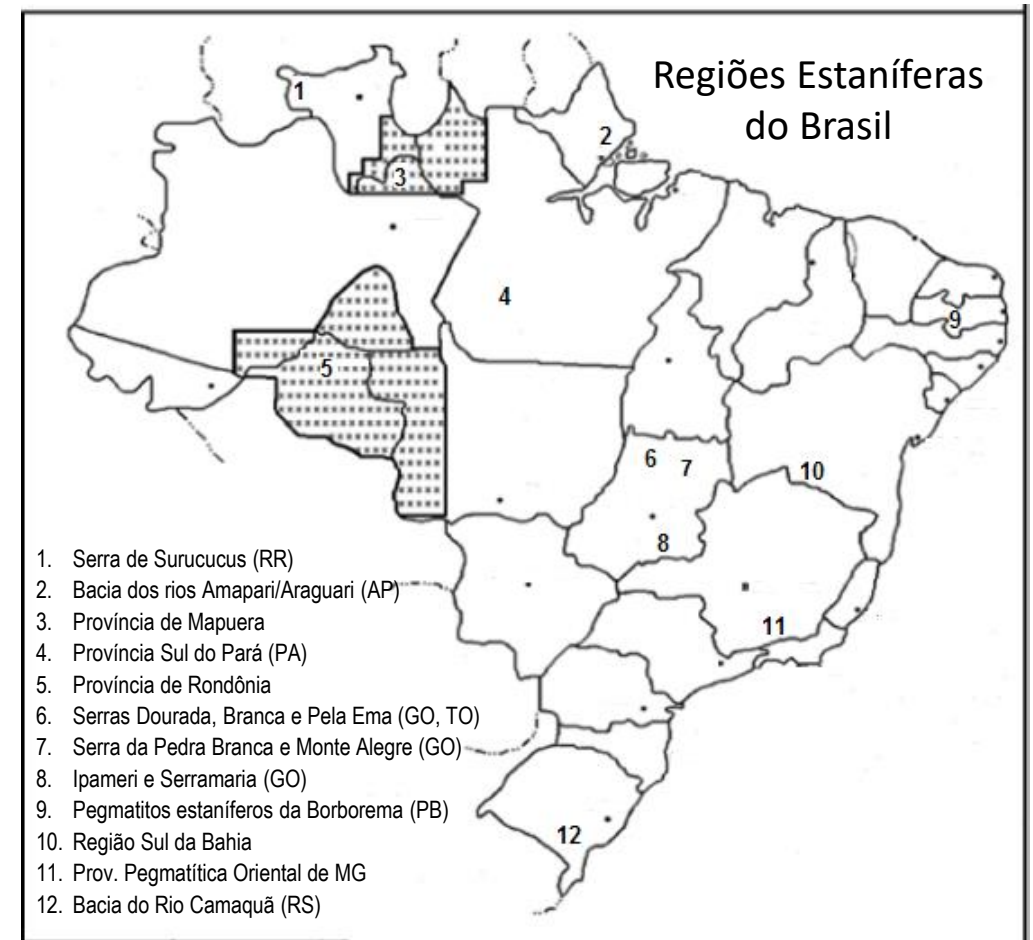 Regiões Estaníferas
do Brasil
1
2
3
4
5
6
7
8
9
10
11
12
1. Serra de Surucucus (RR)
2. Bacia dos rios Amapari/Araguari (AP)
3. Província de Mapuera
4. Província Sul do Pará (PA)
5. Província de Rondônia
6. Serras Dourada, Branca e Pela Ema (GO, TO)
7. Serra da Pedra Branca e Monte Alegre (GO)
8. Ipameri e Serramaria (GO)
9. Pegmatitos estaníferos da Borborema (PB)
10. Região Sul da Bahia
11. Prov. Pegmatítica Oriental de MG
12. Bacia do Rio Camaquã (RS)